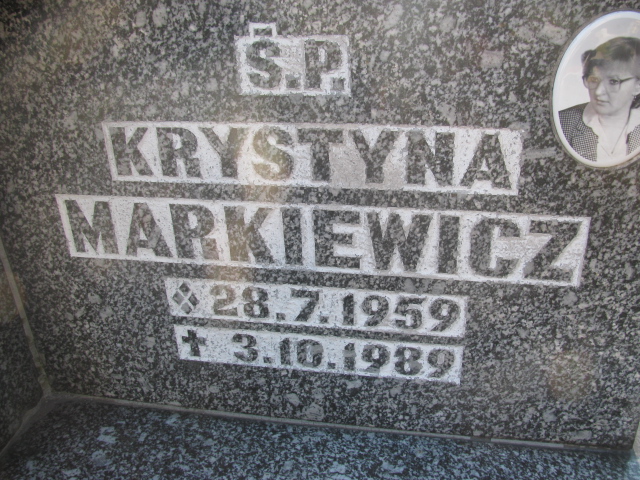 Ś.P.
KRYSTYNA
MARKIEWICZ
28.7.1959
✝ 3.10.1989